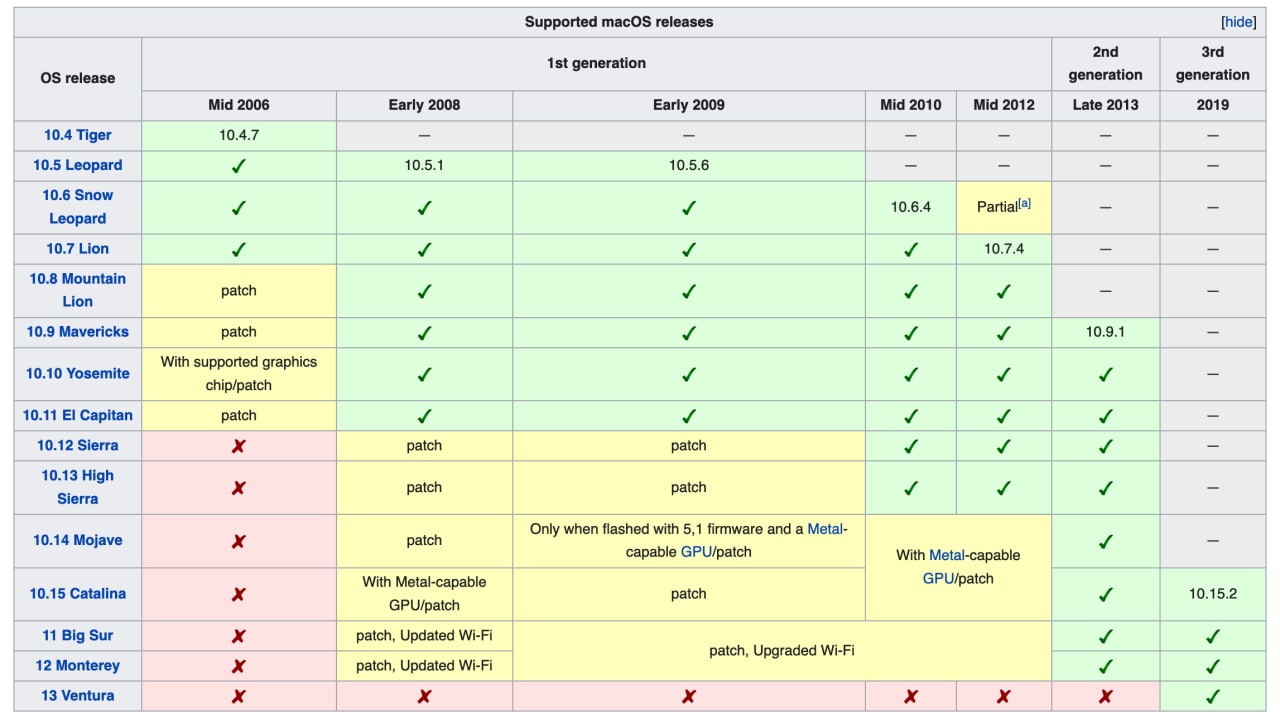 Supported macOS releases [hide]
OS release
1st generation
2nd
generation
3rd
generation
Mid 2006 Early 2008 Early 2009 Mid 2010 Mid 2012 Late 2013 2019
10.4 Tiger 10.4.7 — — — — — —
10.5 Leopard ✓ 10.5.1 10.5.6 — — — —
10.6 Snow
Leopard
✓ ✓ ✓ 10.6.4 Partial[a] — —
10.7 Lion ✓ ✓ ✓ ✓ 10.7.4 — —
10.8 Mountain
Lion
patch ✓ ✓ ✓ ✓ — —
10.9 Mavericks patch ✓ ✓ ✓ ✓ 10.9.1 —
10.10 Yosemite
With supported graphics
chip/patch
✓ ✓ ✓ ✓ ✓ —
10.11 El Capitan patch ✓ ✓ ✓ ✓ ✓ —
10.12 Sierra ✗ patch patch ✓ ✓ ✓ —
10.13 High
Sierra
✗ patch patch ✓ ✓ ✓ —
10.14 Mojave ✗ patch
Only when flashed with 5,1 firmware and a Metal-
capable GPU/patch
With Metal-capable
GPU/patch
✓ —
10.15 Catalina ✗
With Metal-capable
GPU/patch
patch ✓ 10.15.2
11 Big Sur ✗ patch, Updated Wi-Fi
patch, Upgraded Wi-Fi
✓ ✓
12 Monterey ✗ patch, Updated Wi-Fi ✓ ✓
13 Ventura ✗ ✗ ✗ ✗ ✗ ✗ ✓